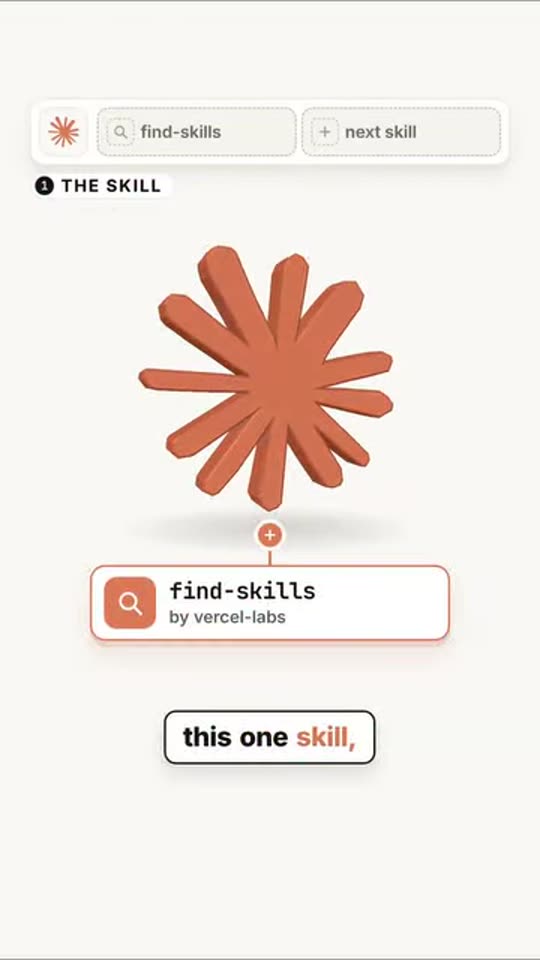 find-skills
next skill
1 THE SKILL
find-skills
by vercel-labs
this one skill,